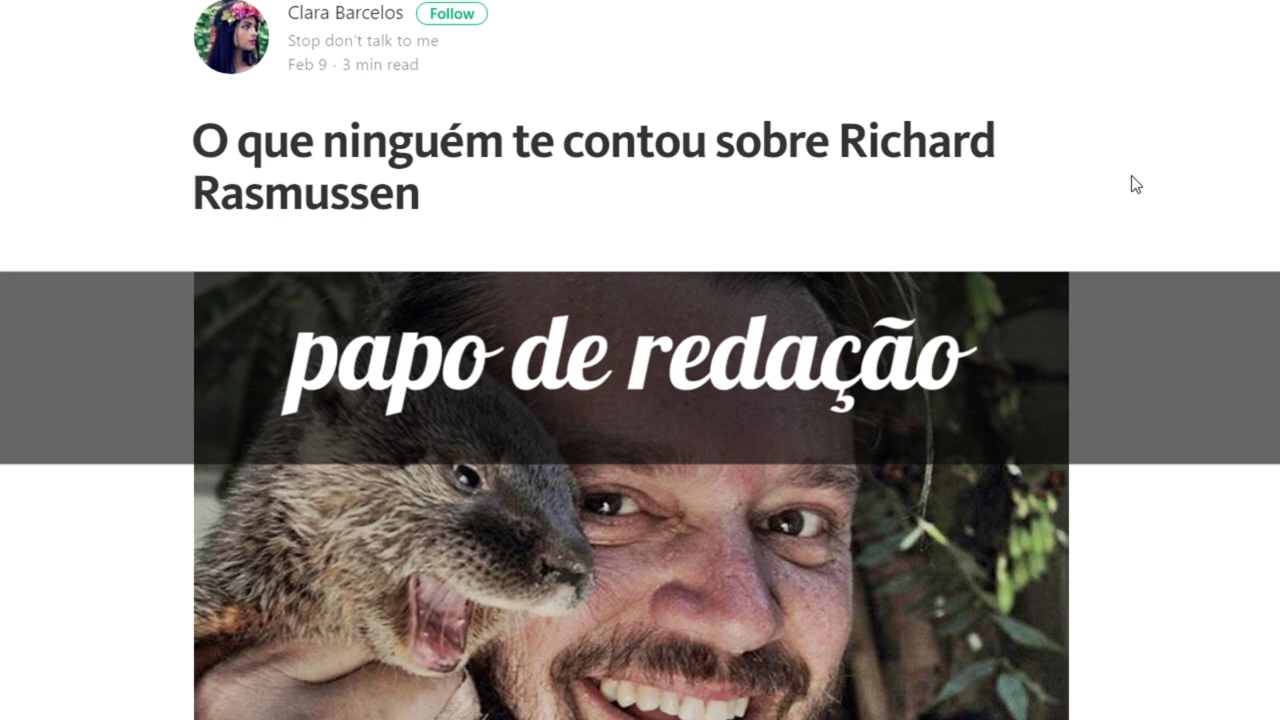 Clara Barcelos Follow
Stop don't talk to me
Feb 9 · 3 min read
O que ninguém te contou sobre Richard
Rasmussen
papo de redação